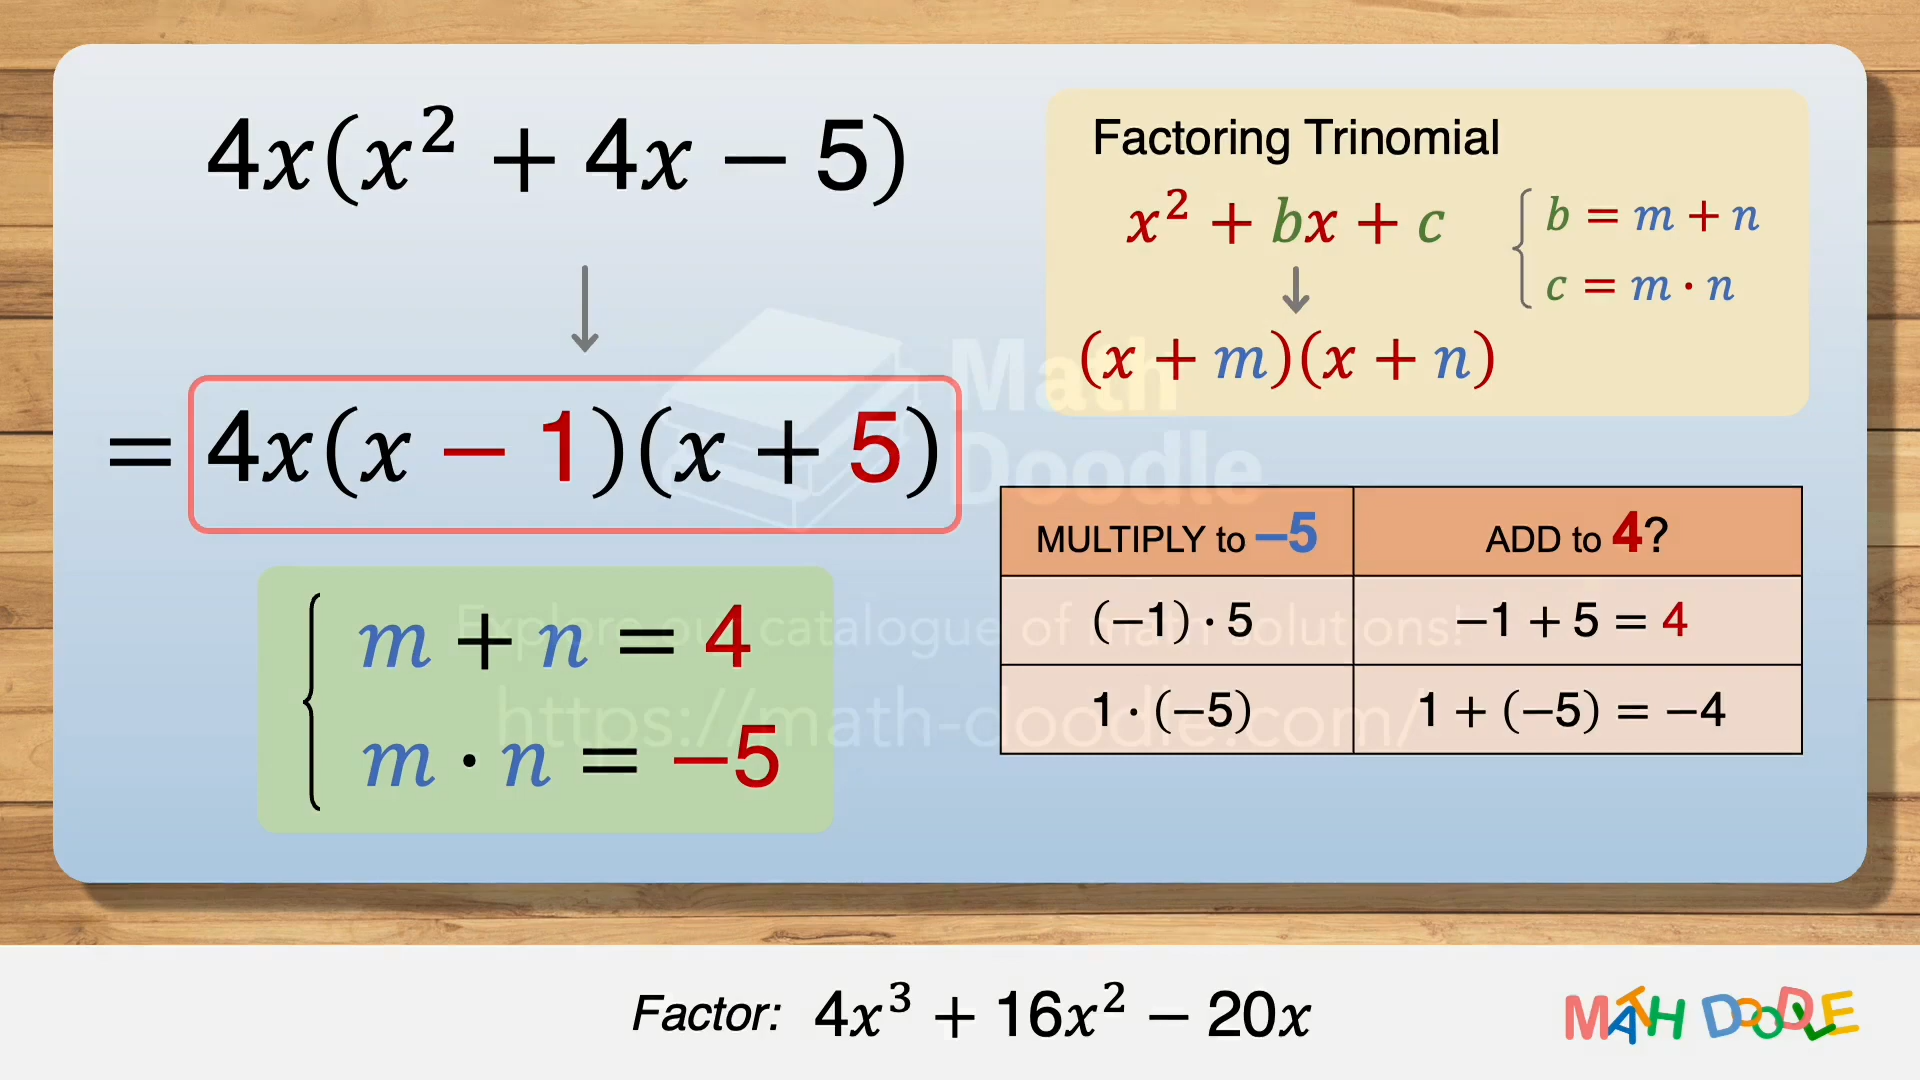 4x(x² + 4x − 5)
= 4x(x − 1)(x + 5)
m + n = 4
m · n = −5
Factoring Trinomial
x² + bx + c
b = m + n
c = m · n
(x + m)(x + n)
Math
Doodle
MULTIPLY to −5 ADD to 4?
(−1) · 5 −1 + 5 = 4
1 · (−5) 1 + (−5) = −4
Explore our catalogue of math solutions!
https://math-doodle.com/
Factor: 4x³ + 16x² − 20x
MATH DOODLE